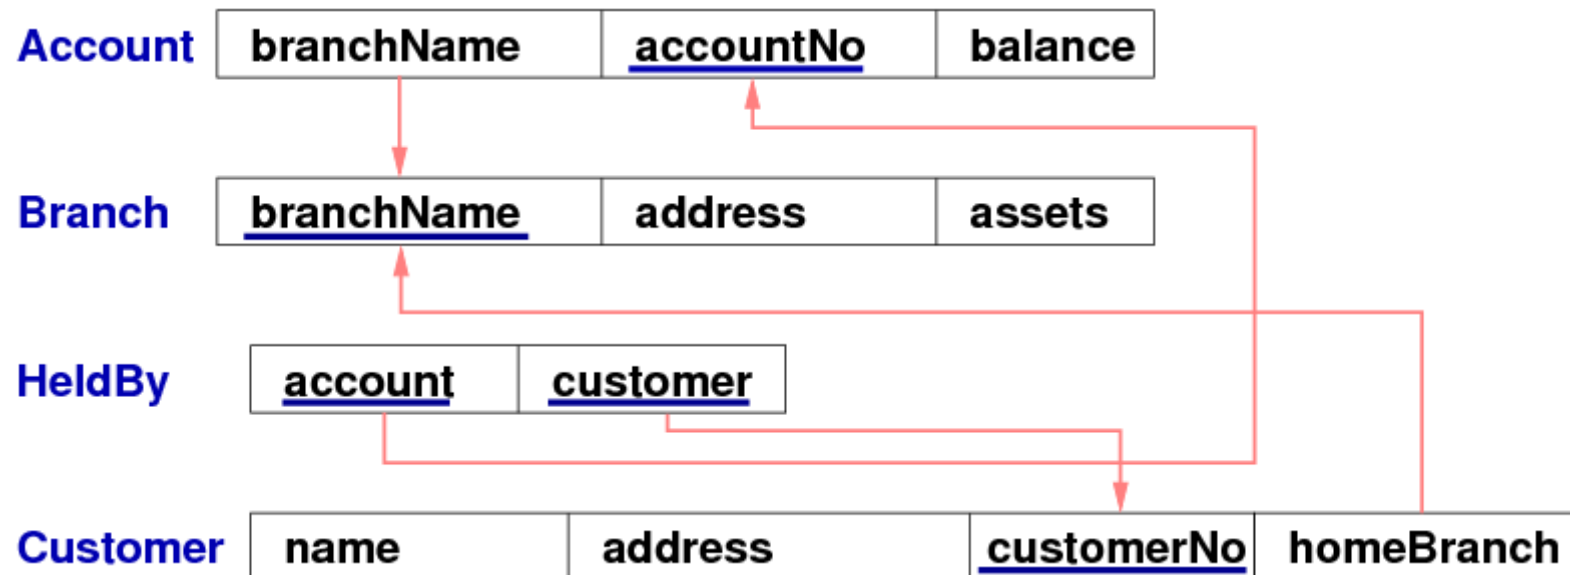 Account branchName accountNo balance
Branch branchName address assets
HeldBy account customer
Customer name address customerNo homeBranch